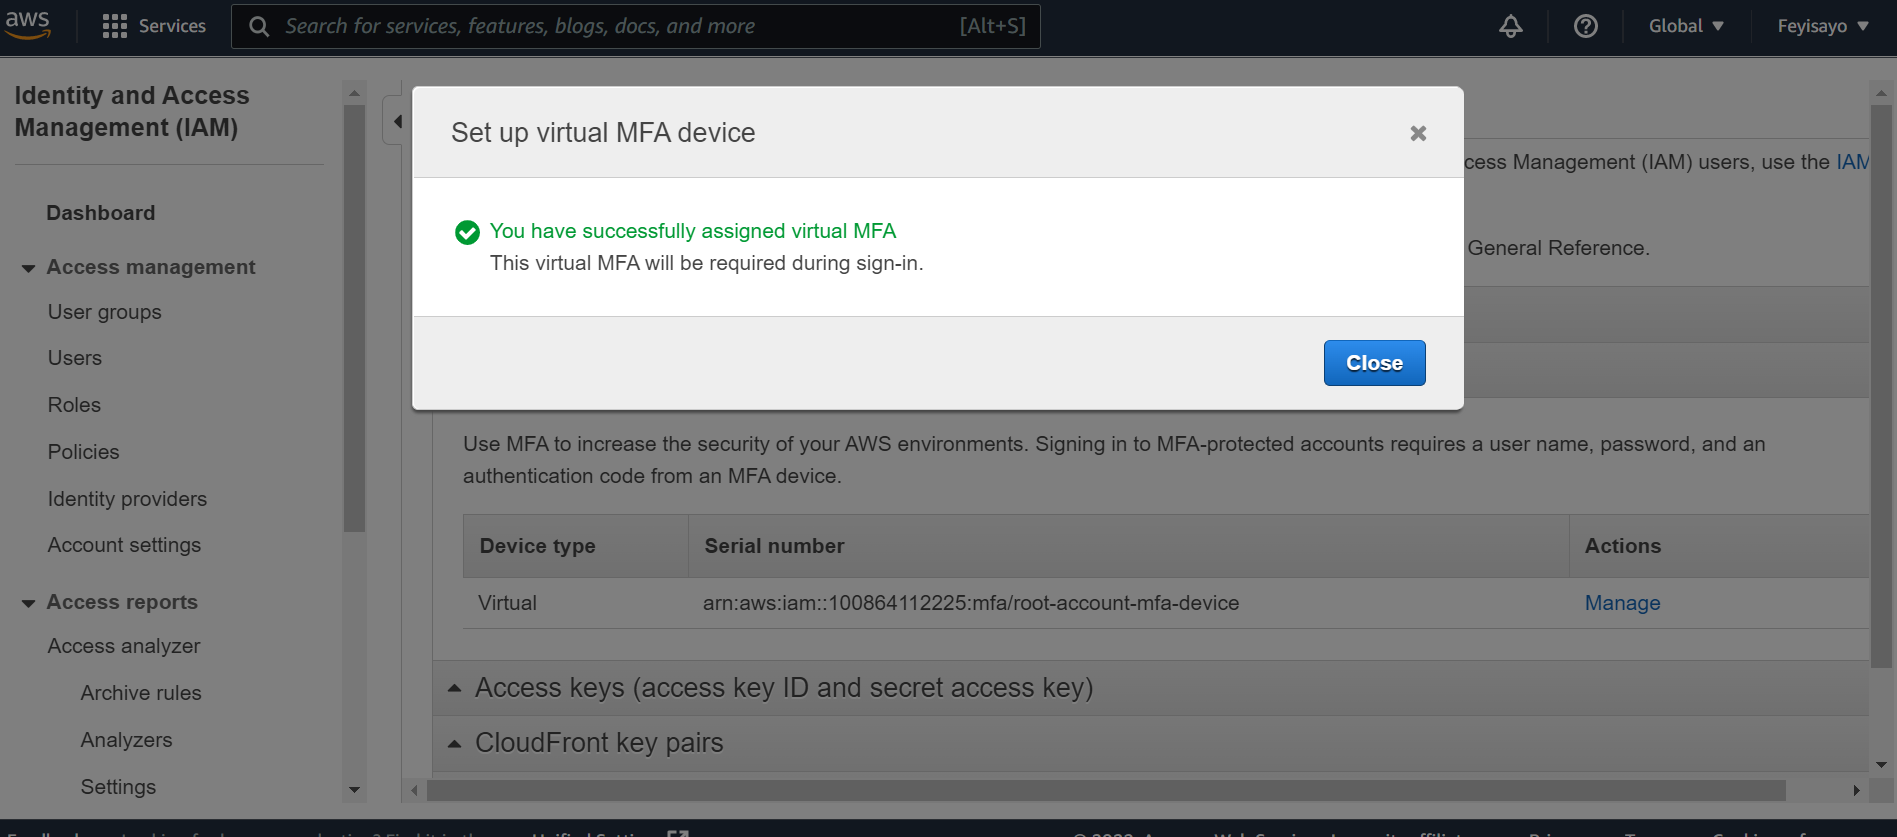 aws
Services
Search for services, features, blogs, docs, and more
[Alt+S]
Global
Feyisayo
Identity and Access
Management (IAM)
Dashboard
Access management
User groups
Users
Roles
Policies
Identity providers
Account settings
Access reports
Access analyzer
Archive rules
Analyzers
Settings
Set up virtual MFA device
You have successfully assigned virtual MFA
This virtual MFA will be required during sign-in.
Close
Management (IAM) users, use the IAM
General Reference.
Use MFA to increase the security of your AWS environments. Signing in to MFA-protected accounts requires a user name, password, and an
authentication code from an MFA device.
Device type Serial number Actions
Virtual arn:aws:iam::100864112225:mfa/root-account-mfa-device Manage
Access keys (access key ID and secret access key)
CloudFront key pairs